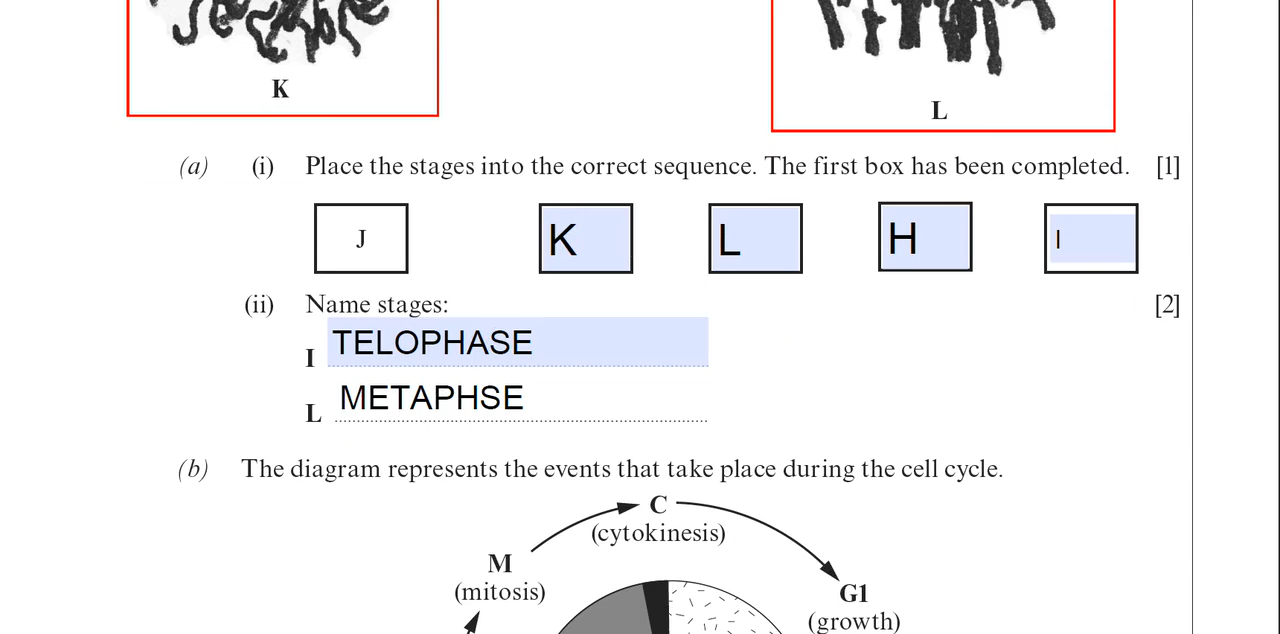 K
L
(a) (i) Place the stages into the correct sequence. The first box has been completed. [1]
J K L H I
(ii) Name stages: [2]
I TELOPHASE
L METAPHSE
(b) The diagram represents the events that take place during the cell cycle.
C
(cytokinesis)
M
(mitosis)
G1
(growth)